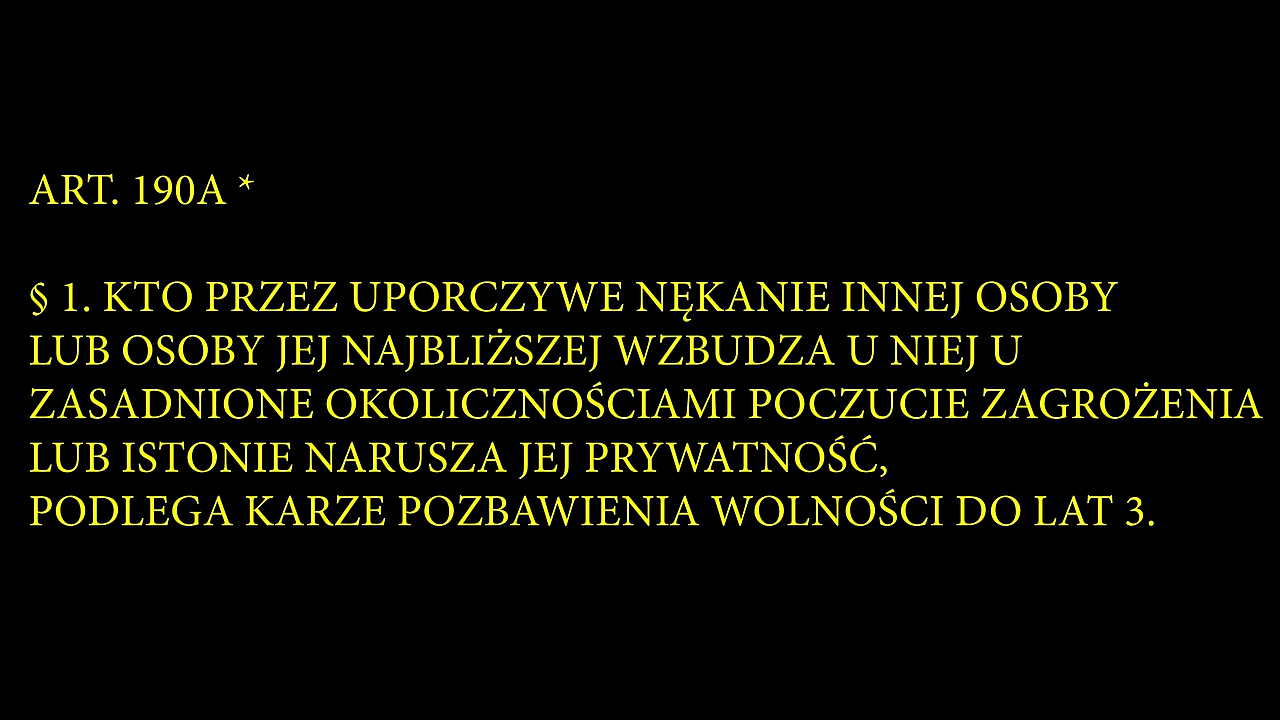 ART. 190A *
§ 1. KTO PRZEZ UPORCZYWE NĘKANIE INNEJ OSOBY
LUB OSOBY JEJ NAJBLIŻSZEJ WZBUDZA U NIEJ U
ZASADNIONE OKOLICZNOŚCIAMI POCZUCIE ZAGROŻENIA
LUB ISTONIE NARUSZA JEJ PRYWATNOŚĆ,
PODLEGA KARZE POZBAWIENIA WOLNOŚCI DO LAT 3.